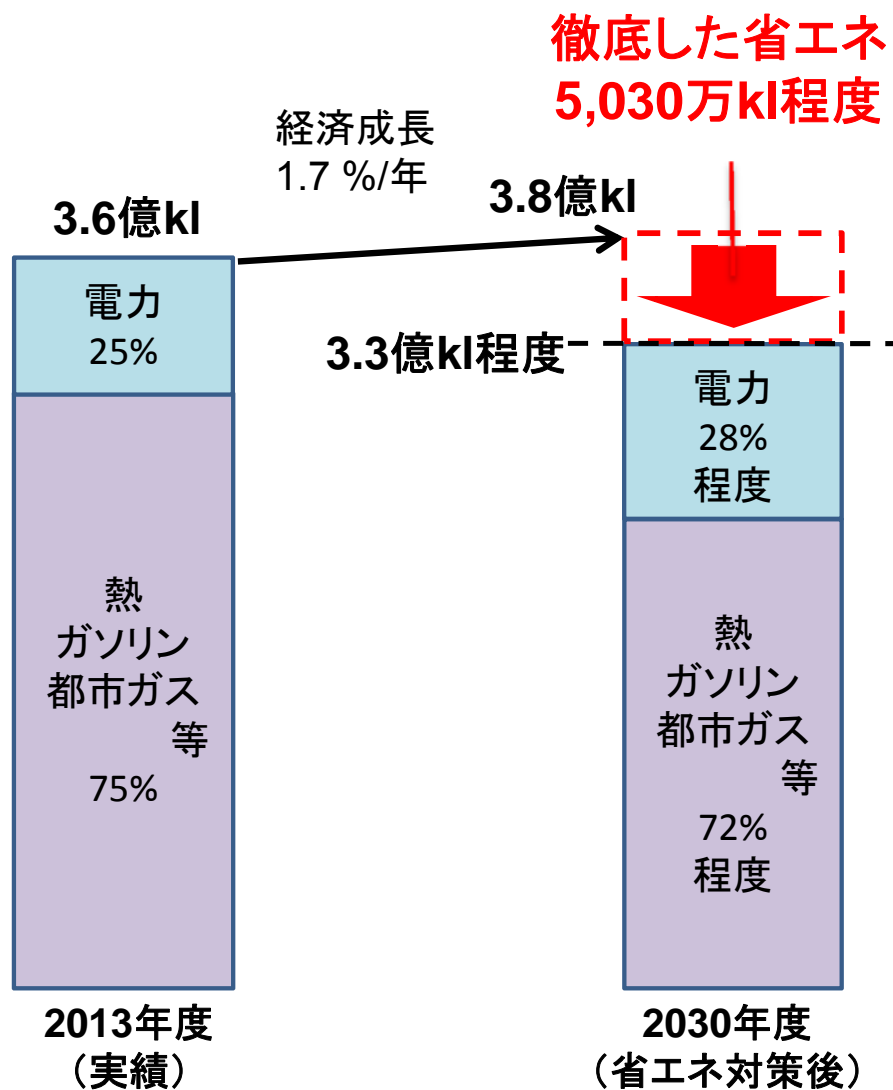 徹底した省エネ
5,030万kl程度
経済成長
1.7 %/年
3.6億kl
3.8億kl
電力
25%
3.3億kl程度
電力
28%
程度
熱
ガソリン
都市ガス
等
75%
熱
ガソリン
都市ガス
等
72%
程度
2013年度
（実績）
2030年度
（省エネ対策後）